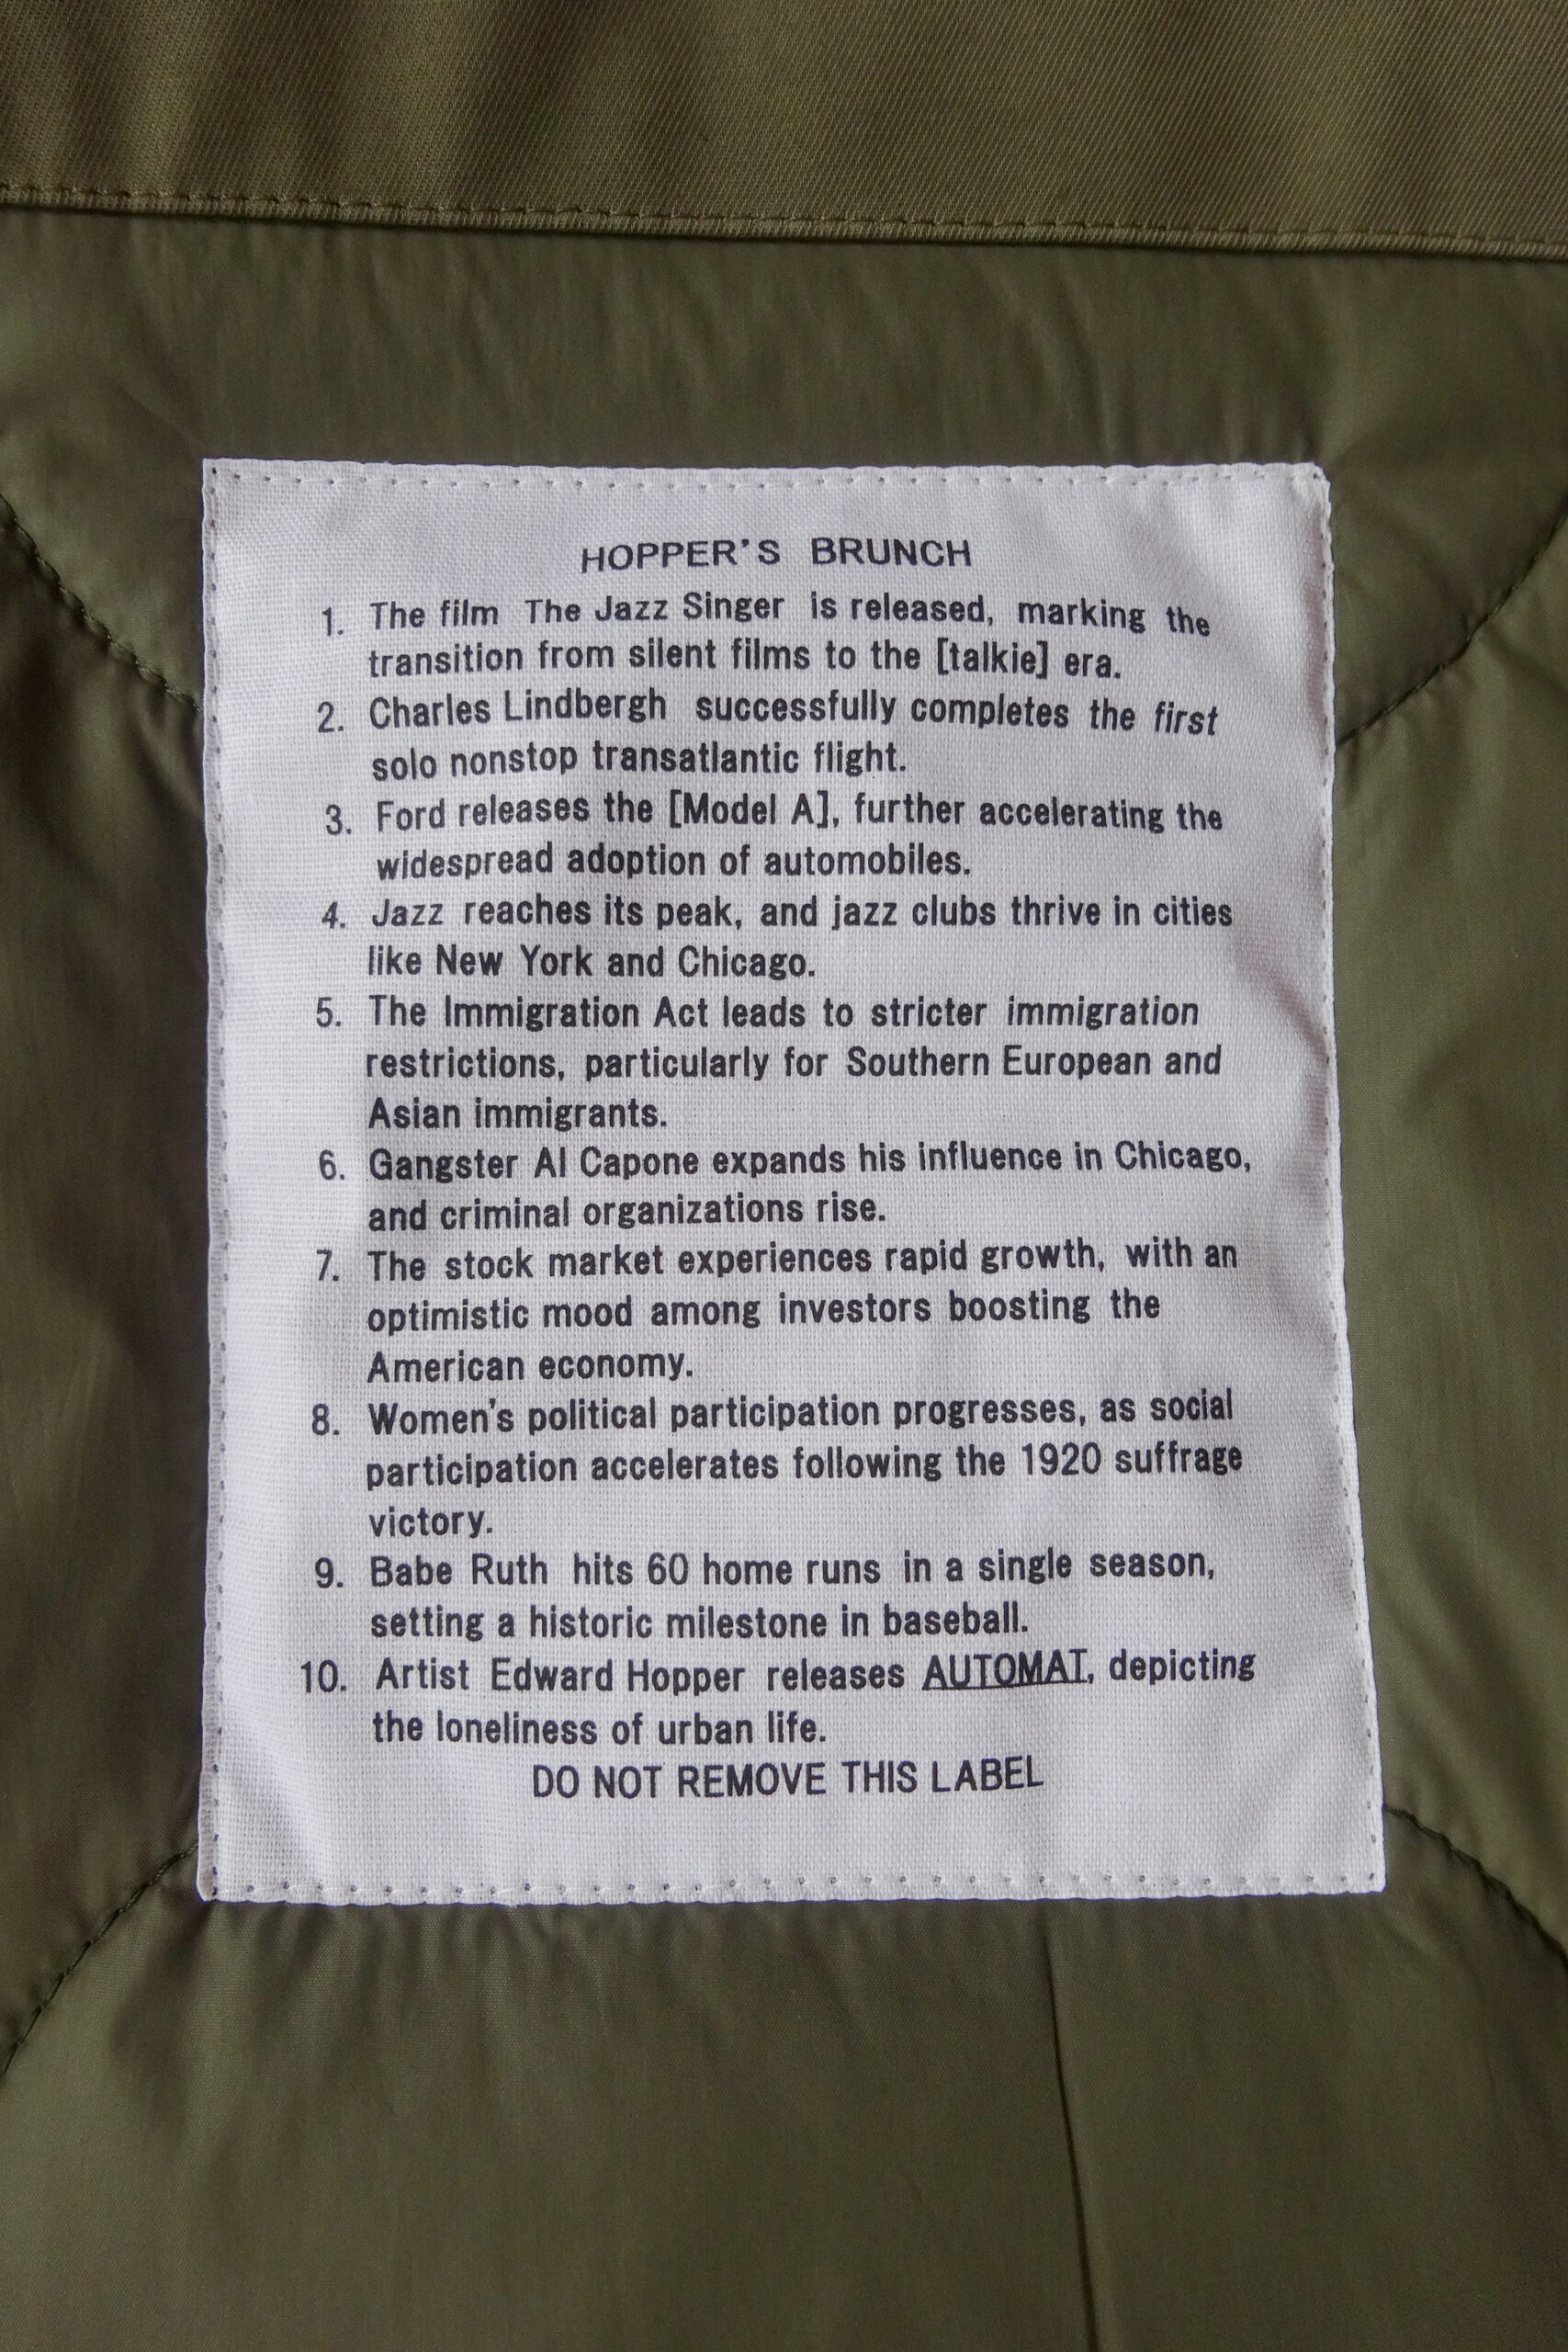 HOPPER'S BRUNCH
1. The film The Jazz Singer is released, marking the
transition from silent films to the [talkie] era.
2. Charles Lindbergh successfully completes the first
solo nonstop transatlantic flight.
3. Ford releases the [Model A], further accelerating the
widespread adoption of automobiles.
4. Jazz reaches its peak, and jazz clubs thrive in cities
like New York and Chicago.
5. The Immigration Act leads to stricter immigration
restrictions, particularly for Southern European and
Asian immigrants.
6. Gangster Al Capone expands his influence in Chicago,
and criminal organizations rise.
7. The stock market experiences rapid growth, with an
optimistic mood among investors boosting the
American economy.
8. Women's political participation progresses, as social
participation accelerates following the 1920 suffrage
victory.
9. Babe Ruth hits 60 home runs in a single season,
setting a historic milestone in baseball.
10. Artist Edward Hopper releases AUTOMAT, depicting
the loneliness of urban life.
DO NOT REMOVE THIS LABEL